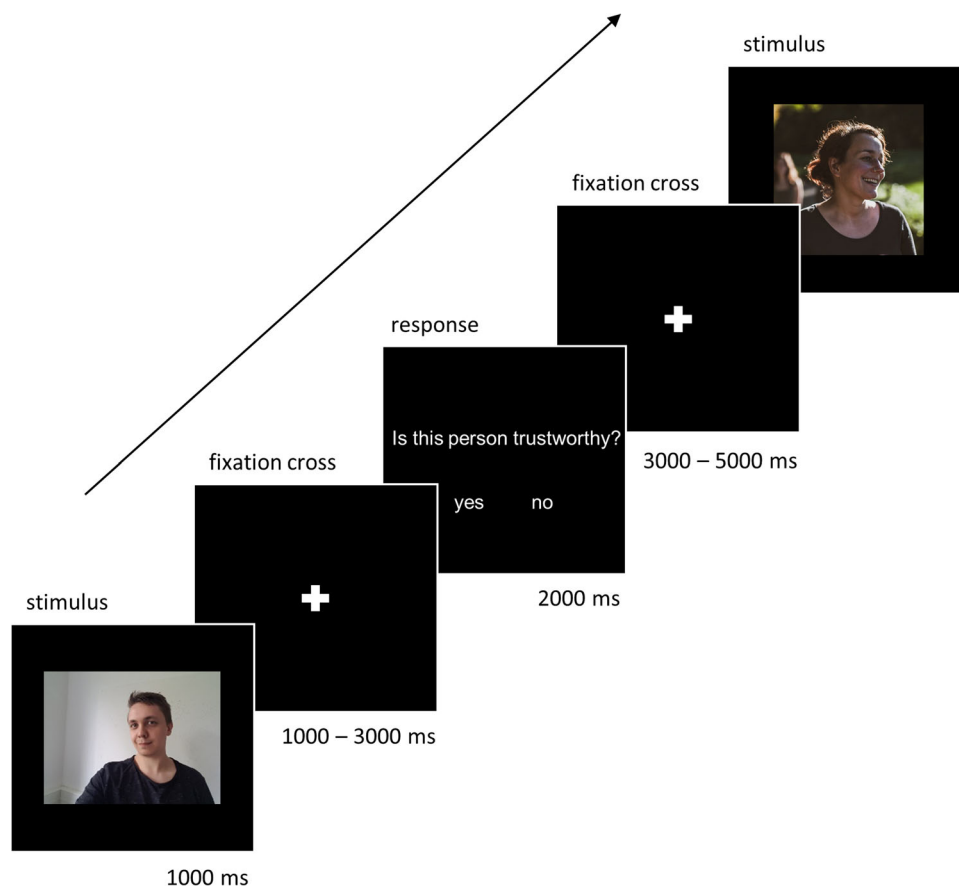 stimulus
fixation cross
response
Is this person trustworthy?
yes no
3000 – 5000 ms
fixation cross
2000 ms
stimulus
1000 – 3000 ms
1000 ms